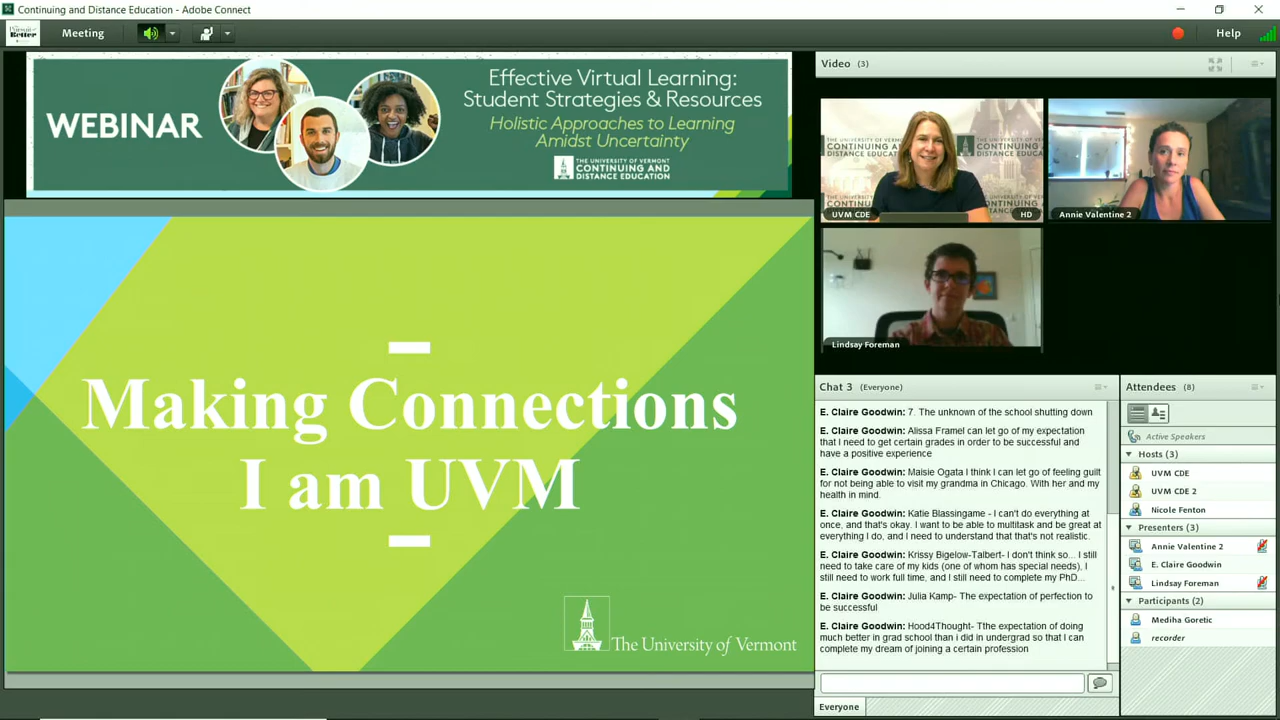 Continuing and Distance Education - Adobe Connect
Meeting
Help
Pursuit of
Better
WEBINAR
Effective Virtual Learning:
Student Strategies & Resources
Holistic Approaches to Learning
Amidst Uncertainty
THE UNIVERSITY OF VERMONT
CONTINUING AND
DISTANCE EDUCATION
Making Connections
I am UVM
The University of Vermont
Video (3)
THE UNIVERSITY OF VERMONT
CONTINUING AND
DISTANCE EDUCATION
UVM CDE
HD
Annie Valentine 2
Lindsay Foreman
Chat 3 (Everyone)
E. Claire Goodwin: 7. The unknown of the school shutting down
E. Claire Goodwin: Alissa Framel can let go of my expectation
that I need to get certain grades in order to be successful and
have a positive experience
E. Claire Goodwin: Maisie Ogata I think I can let go of feeling guilt
for not being able to visit my grandma in Chicago. With her and my
health in mind.
E. Claire Goodwin: Katie Blassingame - I can't do everything at
once, and that's okay. I want to be able to multitask and be great at
everything I do, and I need to understand that that's not realistic.
E. Claire Goodwin: Krissy Bigelow-Talbert- I don't think so... I still
need to take care of my kids (one of whom has special needs), I
still need to work full time, and I still need to complete my PhD...
E. Claire Goodwin: Julia Kamp- The expectation of perfection to
be successful
E. Claire Goodwin: Hood4Thought- Tthe expectation of doing
much better in grad school than i did in undergrad so that I can
complete my dream of joining a certain profession
Everyone
Attendees (8)
Active Speakers
Hosts (3)
UVM CDE
UVM CDE 2
Nicole Fenton
Presenters (3)
Annie Valentine 2
E. Claire Goodwin
Lindsay Foreman
Participants (2)
Mediha Goretic
recorder